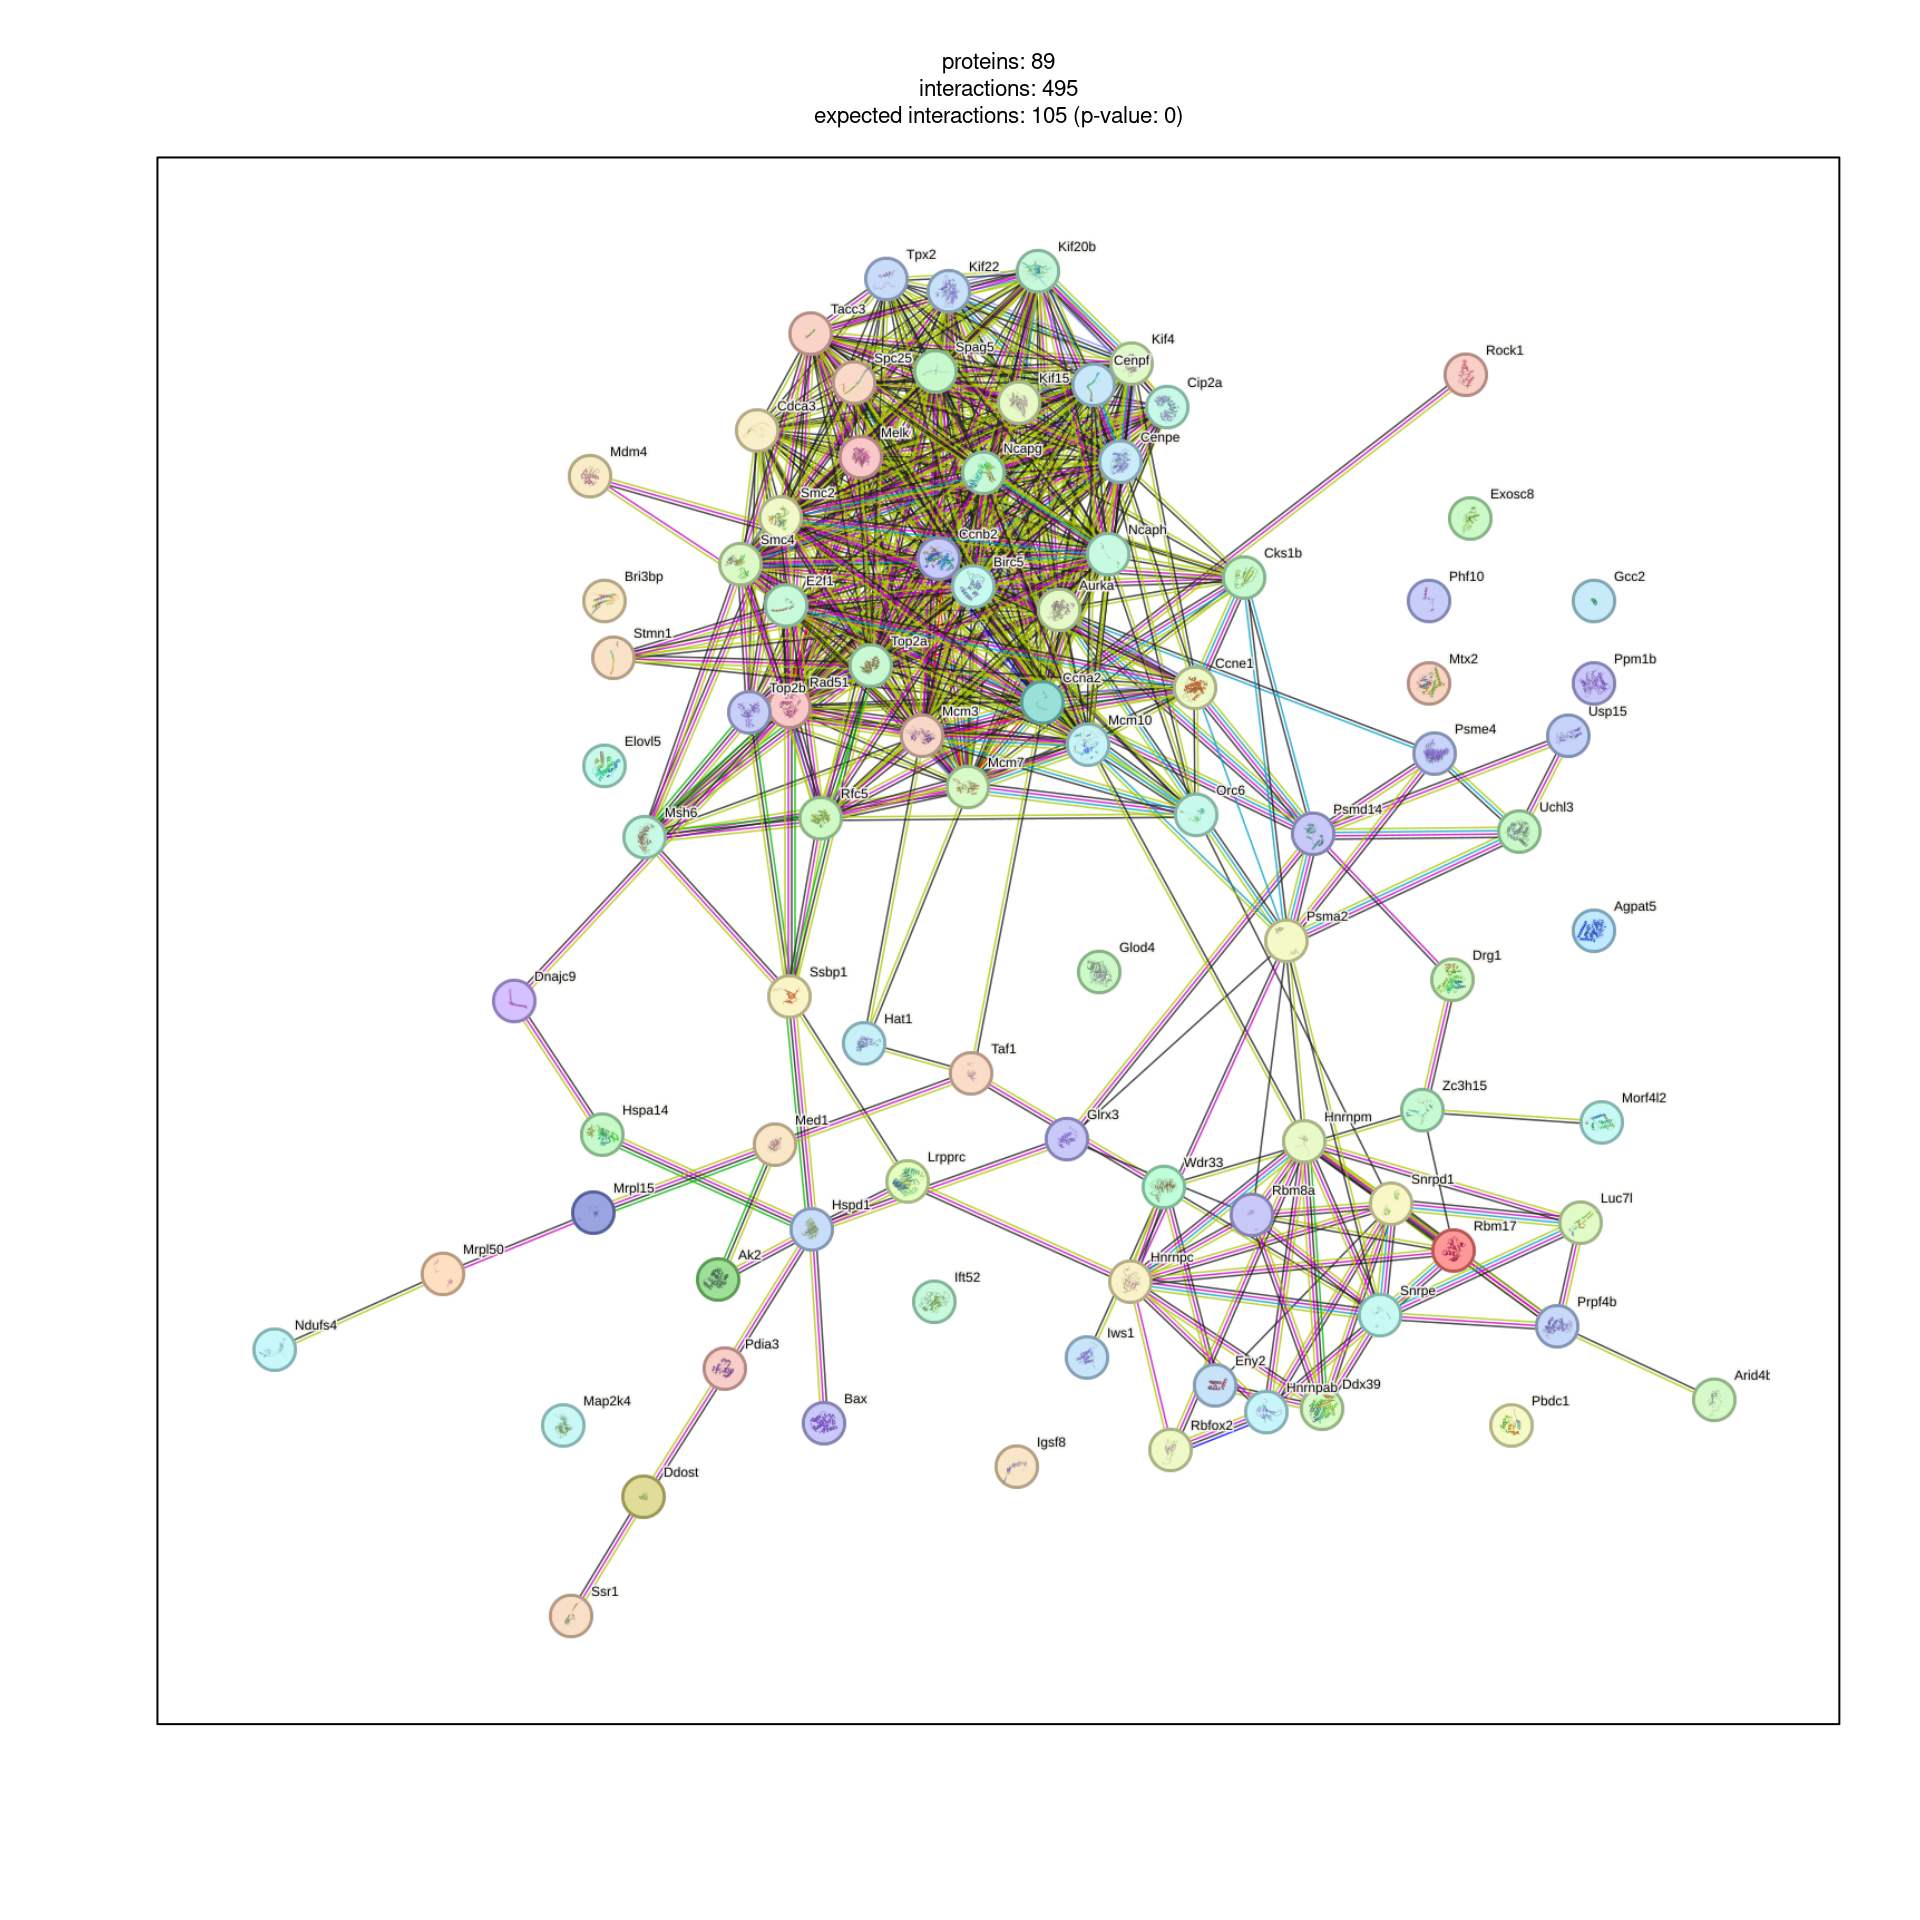 proteins: 89
interactions: 495
expected interactions: 105 (p-value: 0)
Kif20b
Tpx2
Kif22
Tacc3
Kif4
Spag5
Rock1
Spc25
Cenpf
Kif15
Cip2a
Cdca3
Melk
Cenpe
Ncapg
Mdm4
Smc2
Exosc8
Ncaph
Ccnb2
Smc4
Cks1b
Birc5
Bri3bp
E2f1
Aurka
Phf10
Gcc2
Stmn1
Top2a
Ccne1
Mtx2
Ppm1b
Ccna2
Rad51
Top2b
Mcm3
Usp15
Mcm10
Elovl5
Psme4
Mcm7
Orc6
Rfc5
Uchl3
Psmd14
Msh6
Agpat5
Psma2
Glod4
Drg1
Ssbp1
Dnajc9
Hat1
Taf1
Zc3h15
Morf4l2
Hspa14
Glrx3
Hnrnpm
Med1
Lrpprc
Wdr33
Snrpd1
Mrpl15
Rbm8a
Luc7l
Hspd1
Rbm17
Mrpl50
Ak2
Hnrnpc
Ift52
Snrpe
Prpf4b
Ndufs4
Iws1
Pdia3
Eny2
Arid4b
Hnrnpab
Ddx39
Map2k4
Bax
Pbdc1
Rbfox2
Igsf8
Ddost
Ssr1